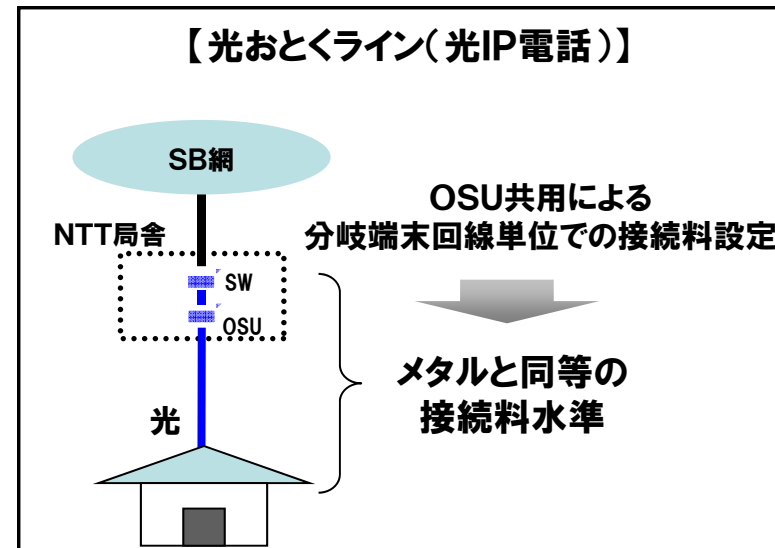 【光おとくライン(光IP電話)】
SB網
OSU共用による
分岐端末回線単位での接続料設定
NTT局舎
SW
OSU
メタルと同等の
接続料水準
光